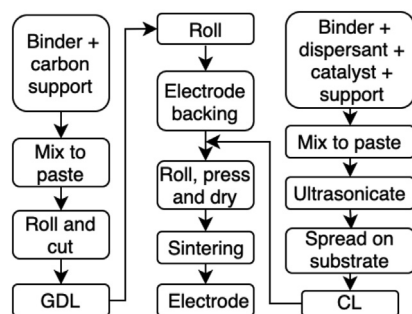 Binder +
carbon
support
Mix to
paste
Roll and
cut
GDL
Roll
Electrode
backing
Roll, press
and dry
Sintering
Electrode
Binder +
dispersant +
catalyst +
support
Mix to paste
Ultrasonicate
Spread on
substrate
CL